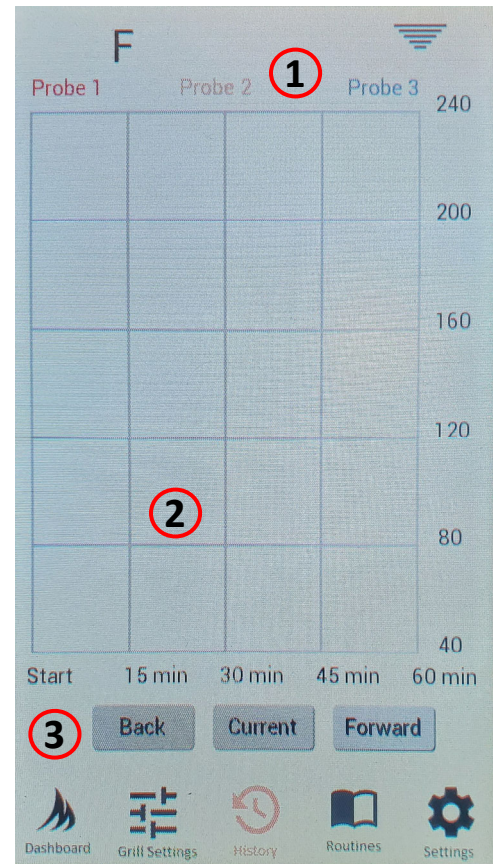 F
1
Probe 1 Probe 2 Probe 3
240
200
160
120
2
80
40
Start 15 min 30 min 45 min 60 min
3 Back Current Forward
Dashboard Grill Settings History Routines Settings